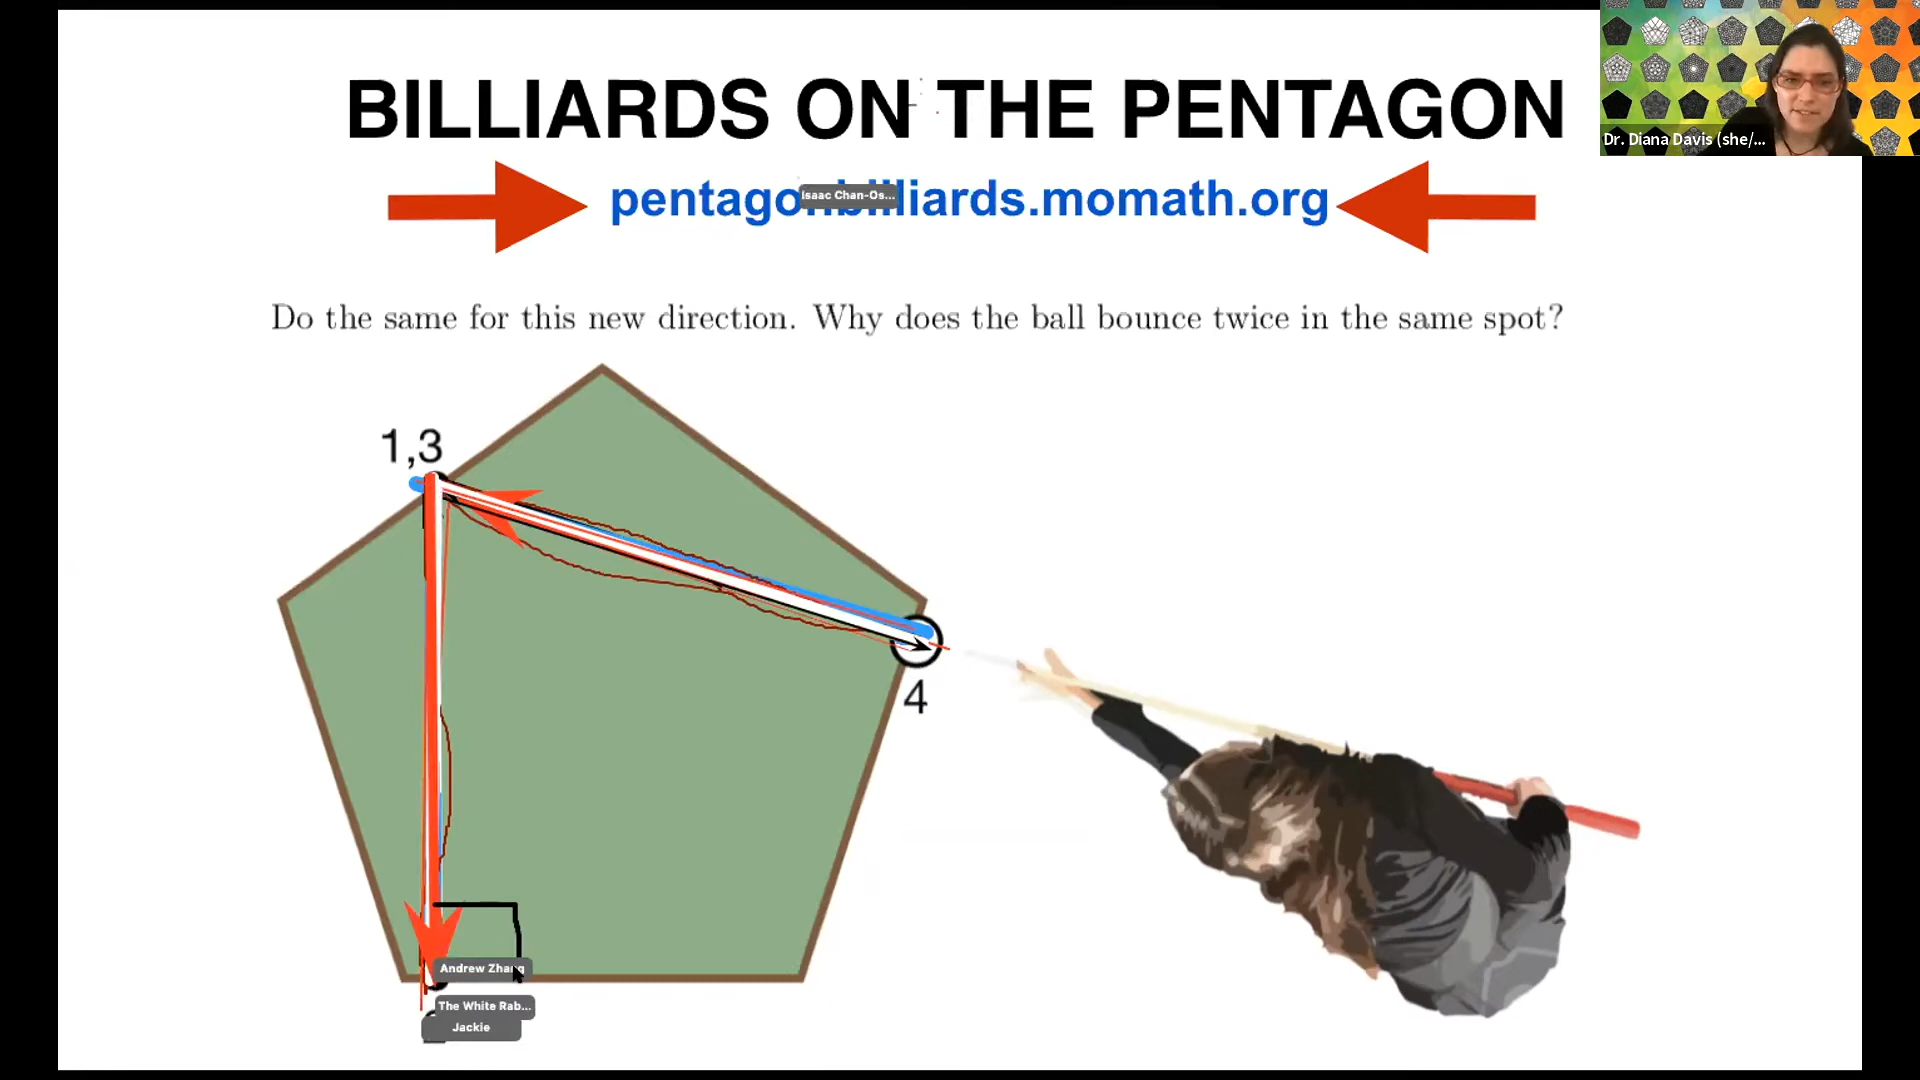 BILLIARDS ON THE PENTAGON
pentagonbilliards.momath.org
Isaac Chan-Os...
Dr. Diana Davis (she/...
Do the same for this new direction. Why does the ball bounce twice in the same spot?
1,3
4
Andrew Zhang
The White Rab...
Jackie